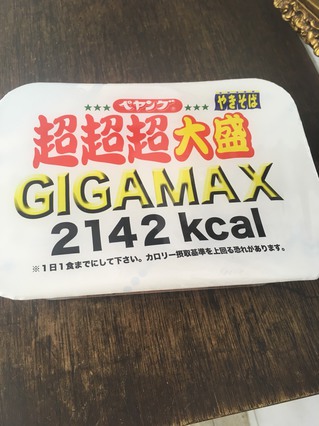 ★★★ ペヤング ★★★ やきそば
超超超大盛
GIGAMAX
2142 kcal
※1日1食までにして下さい。カロリー摂取基準を上回る恐れがあります。